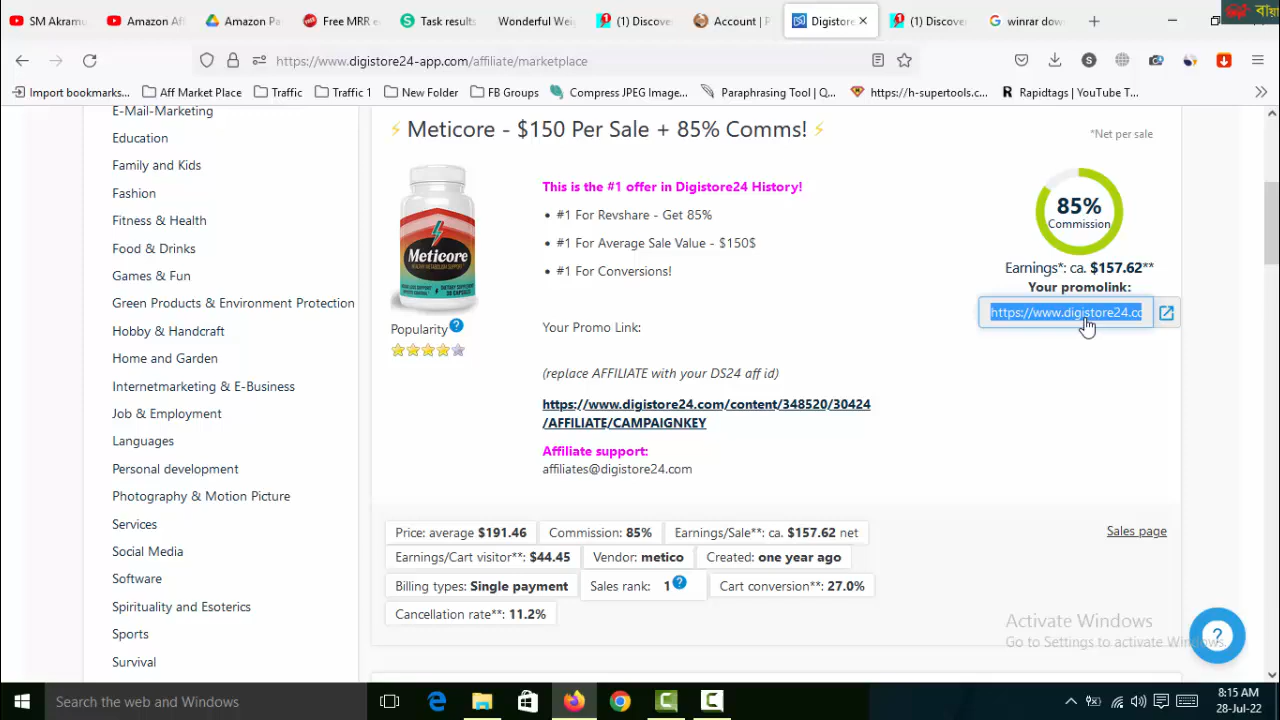 SM Akramu
Amazon Af
Amazon Pa
Free MRR e
Task results
Wonderful We
(1) Discove
Account | P
Digistore
(1) Discove
winrar dow
https://www.digistore24-app.com/affiliate/marketplace
Import bookmarks...
Aff Market Place
Traffic
Traffic 1
New Folder
FB Groups
Compress JPEG Image...
Paraphrasing Tool | Q...
https://h-supertools.c...
Rapidtags | YouTube T...
E-Mail-Marketing
Education
Family and Kids
Fashion
Fitness & Health
Food & Drinks
Games & Fun
Green Products & Environment Protection
Hobby & Handcraft
Home and Garden
Internetmarketing & E-Business
Job & Employment
Languages
Personal development
Photography & Motion Picture
Services
Social Media
Software
Spirituality and Esoterics
Sports
Survival
⚡ Meticore - $150 Per Sale + 85% Comms! ⚡
*Net per sale
Meticore
Popularity
This is the #1 offer in Digistore24 History!
• #1 For Revshare - Get 85%
• #1 For Average Sale Value - $150$
• #1 For Conversions!
Your Promo Link:
(replace AFFILIATE with your DS24 aff id)
https://www.digistore24.com/content/348520/30424
/AFFILIATE/CAMPAIGNKEY
Affiliate support:
affiliates@digistore24.com
85%
Commission
Earnings*: ca. $157.62**
Your promolink:
https://www.digistore24.co
Price: average $191.46
Commission: 85%
Earnings/Sale**: ca. $157.62 net
Sales page
Earnings/Cart visitor**: $44.45
Vendor: metico
Created: one year ago
Billing types: Single payment
Sales rank: 1
Cart conversion**: 27.0%
Cancellation rate**: 11.2%
Activate Windows
Go to Settings to activate Windows.
Search the web and Windows
8:15 AM
28-Jul-22